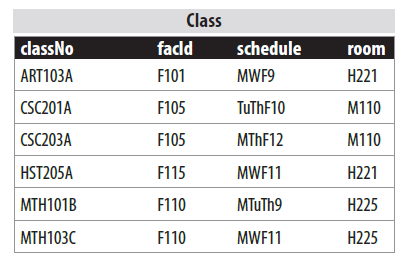 Class
classNo facId schedule room
ART103A F101 MWF9 H221
CSC201A F105 TuThF10 M110
CSC203A F105 MThF12 M110
HST205A F115 MWF11 H221
MTH101B F110 MTuTh9 H225
MTH103C F110 MWF11 H225